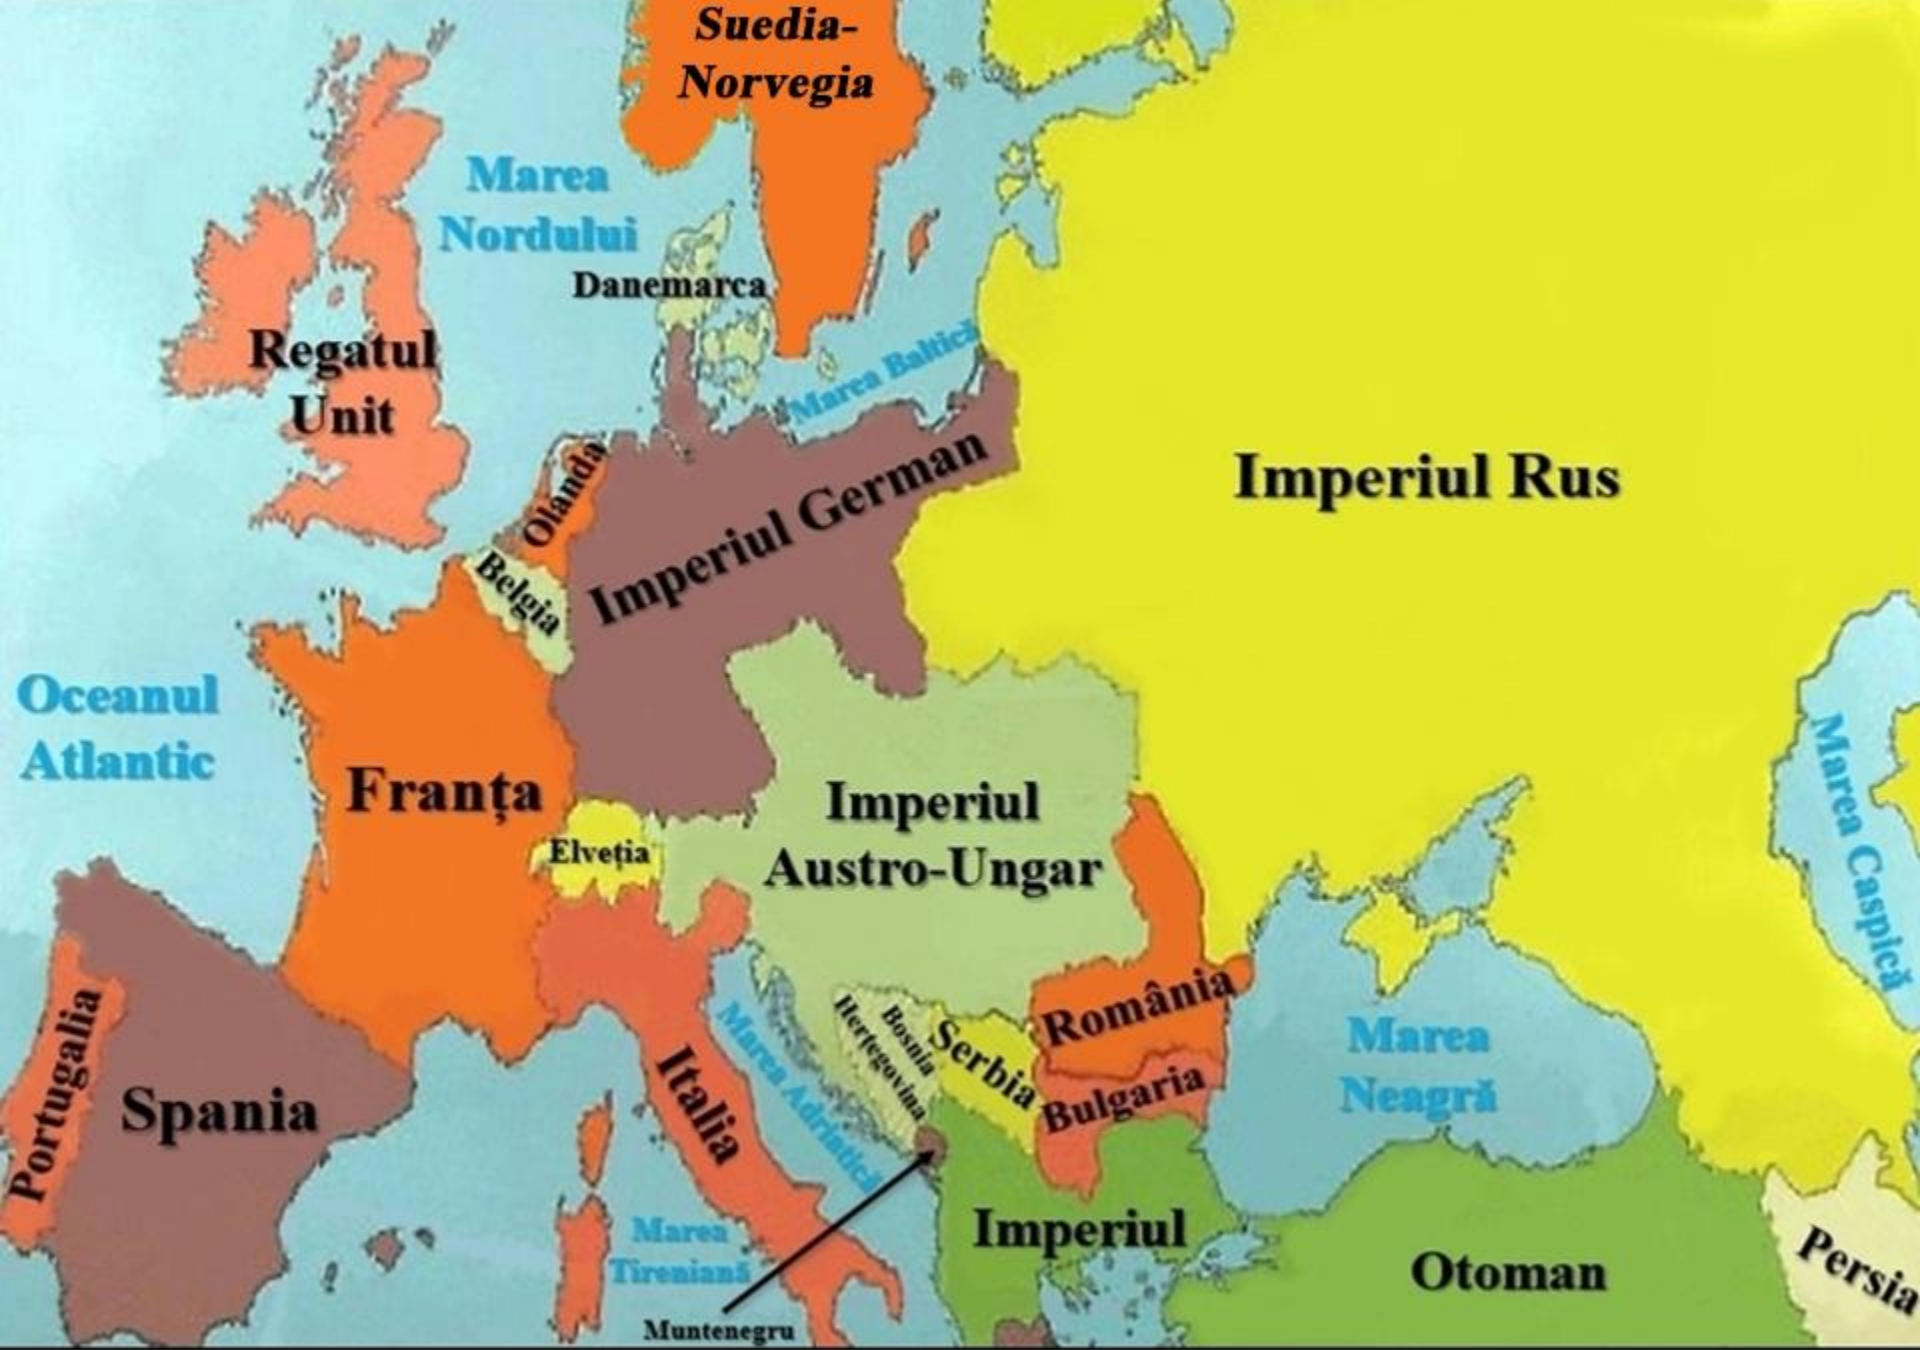 Suedia-
Norvegia
Marea
Nordului
Danemarca
Regatul
Unit
Marea Baltică
Olanda
Imperiul German
Imperiul Rus
Belgia
Oceanul
Atlantic
Franța
Elveția
Imperiul
Austro-Ungar
Marea Caspică
România
Bosnia
Hertegovina
Serbia
Bulgaria
Marea
Neagră
Marea Adriatică
Italia
Portugalia
Spania
Marea
Tireniană
Muntenegru
Imperiul
Otoman
Persia